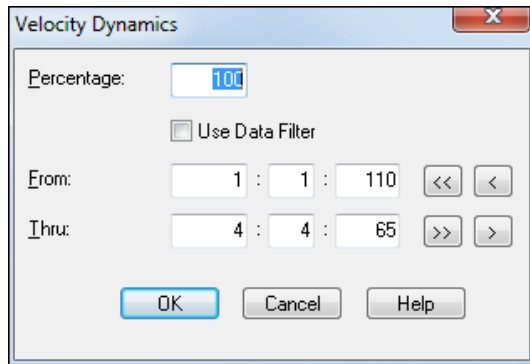 Velocity Dynamics
Percentage: 100
Use Data Filter
From: 1 : 1 : 110 << <
Thru: 4 : 4 : 65 >> >
OK Cancel Help